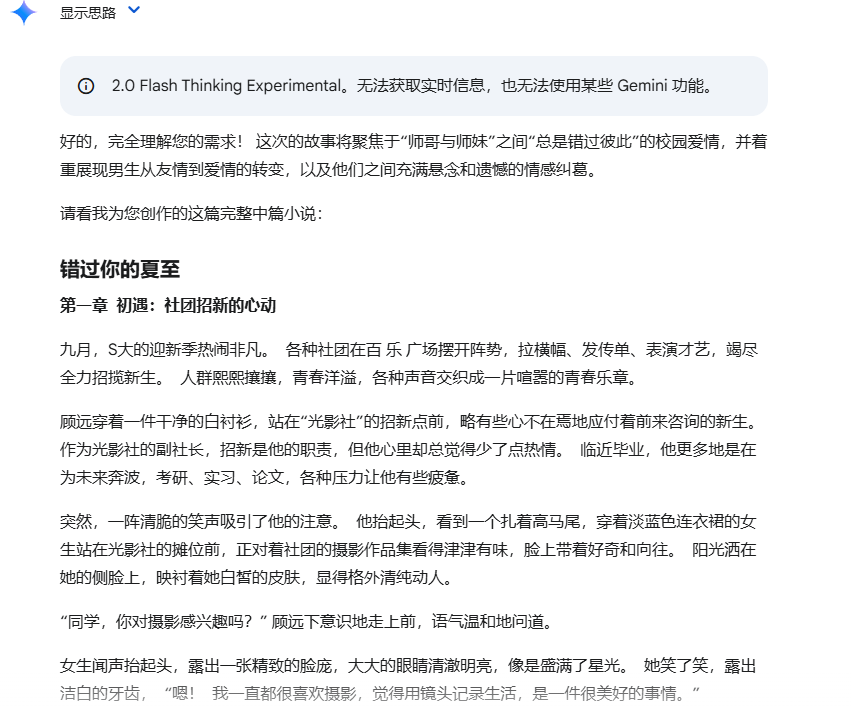 显示思路
2.0 Flash Thinking Experimental。无法获取实时信息，也无法使用某些 Gemini 功能。
好的，完全理解您的需求！ 这次的故事将聚焦于“师哥与师妹”之间“总是错过彼此”的校园爱情，并着
重展现男生从友情到爱情的转变，以及他们之间充满悬念和遗憾的情感纠葛。
请看我为您创作的这篇完整中篇小说：
错过你的夏至
第一章 初遇：社团招新的心动
九月，S大的迎新季热闹非凡。 各种社团在百 乐 广场摆开阵势，拉横幅、发传单、表演才艺，竭尽
全力招揽新生。 人群熙熙攘攘，青春洋溢，各种声音交织成一片喧嚣的青春乐章。
顾远穿着一件干净的白衬衫，站在“光影社”的招新点前，略有些心不在焉地应付着前来咨询的新生。
作为光影社的副社长，招新是他的职责，但他心里却总觉得少了点热情。 临近毕业，他更多地是在
为未来奔波，考研、实习、论文，各种压力让他有些疲惫。
突然，一阵清脆的笑声吸引了他的注意。 他抬起头，看到一个扎着高马尾，穿着淡蓝色连衣裙的女
生站在光影社的摊位前，正对着社团的摄影作品集看得津津有味，脸上带着好奇和向往。 阳光洒在
她的侧脸上，映衬着她白皙的皮肤，显得格外清纯动人。
“同学，你对摄影感兴趣吗？” 顾远下意识地走上前，语气温和地问道。
女生闻声抬起头，露出一张精致的脸庞，大大的眼睛清澈明亮，像是盛满了星光。 她笑了笑，露出
洁白的牙齿，“嗯！ 我一直都很喜欢摄影，觉得用镜头记录生活，是一件很美好的事情。”